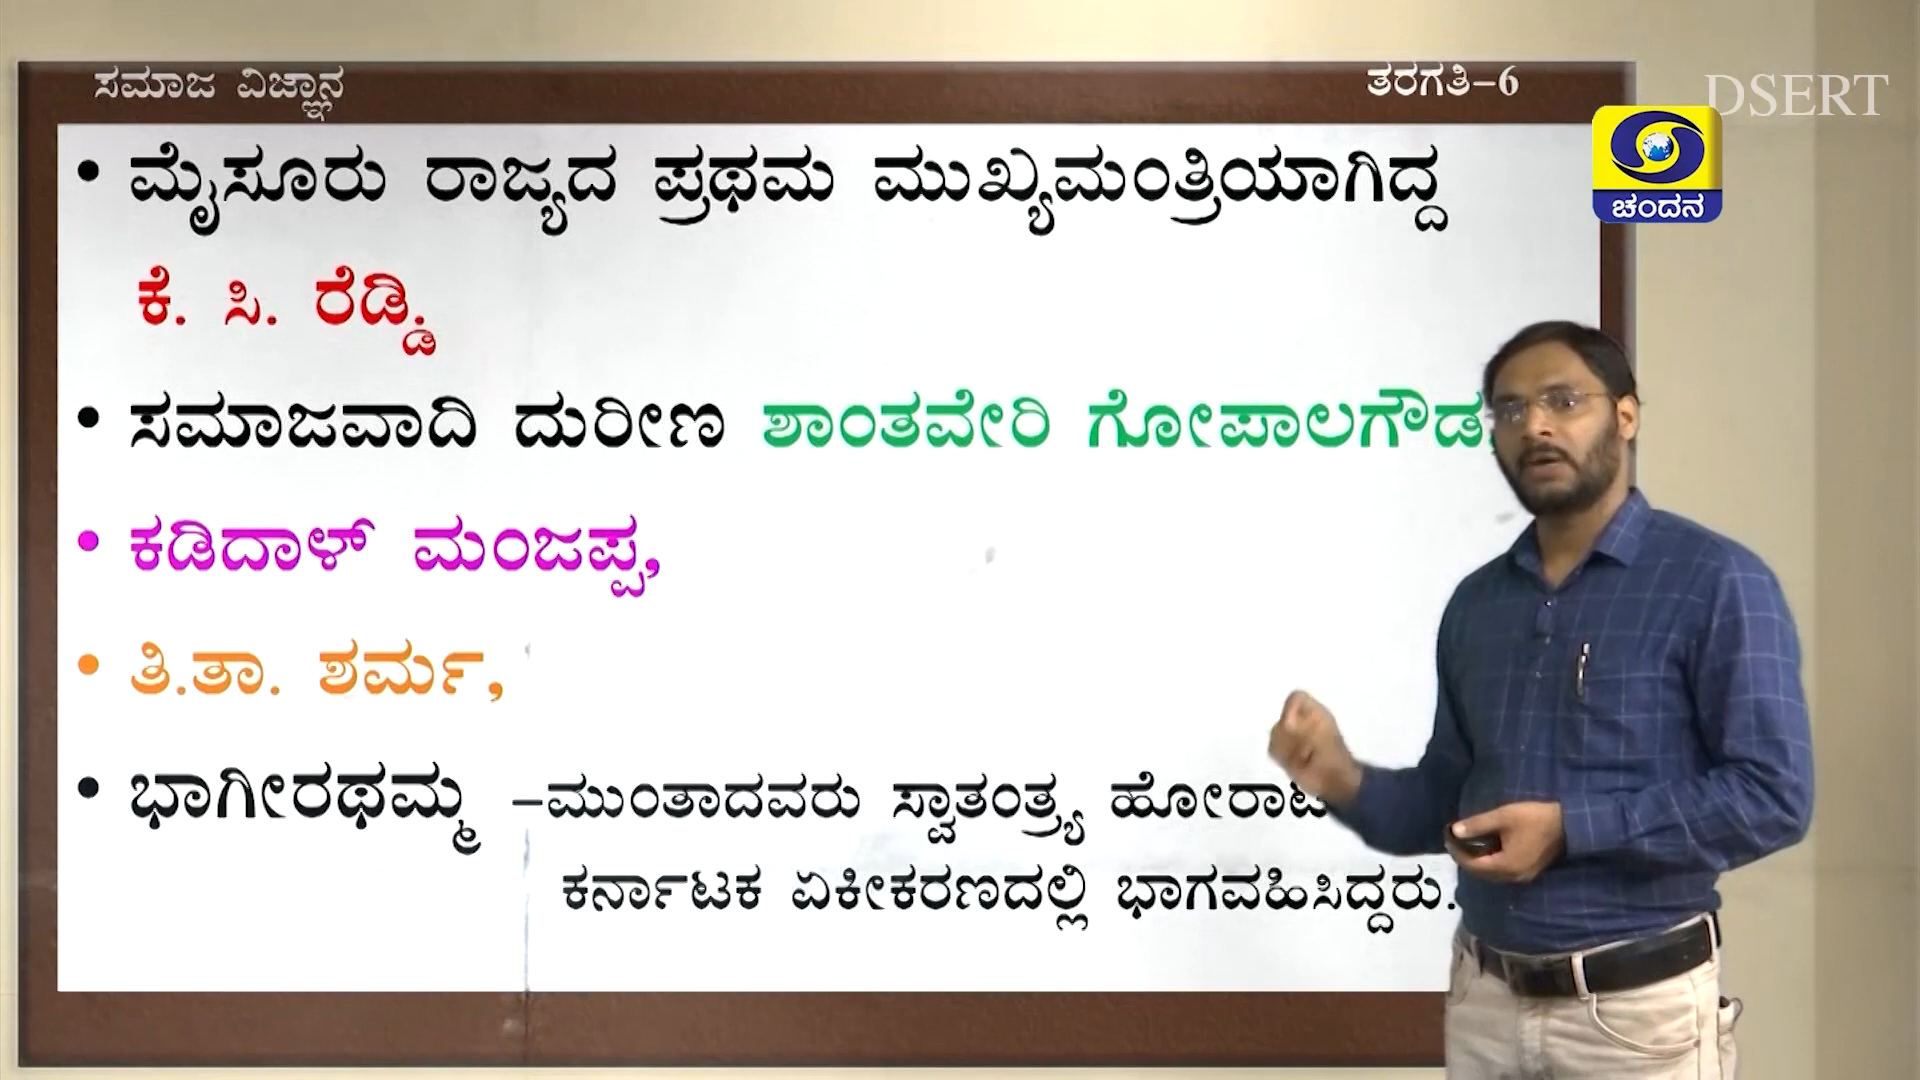 ಸಮಾಜ ವಿಜ್ಞಾನ
ತರಗತಿ-6
DSERT
ಚಂದನ
• ಮೈಸೂರು ರಾಜ್ಯದ ಪ್ರಥಮ ಮುಖ್ಯಮಂತ್ರಿಯಾಗಿದ್ದ
ಕೆ. ಸಿ. ರೆಡ್ಡಿ.
• ಸಮಾಜವಾದಿ ದುರೀಣ ಶಾಂತವೇರಿ ಗೋಪಾಲಗೌಡ,
• ಕಡಿದಾಳ್ ಮಂಜಪ್ಪ,
• ತಿ.ತಾ. ಶರ್ಮ,
• ಭಾಗೀರಥಮ್ಮ –ಮುಂತಾದವರು ಸ್ವಾತಂತ್ರ್ಯ ಹೋರಾಟ
ಕರ್ನಾಟಕ ಏಕೀಕರಣದಲ್ಲಿ ಭಾಗವಹಿಸಿದ್ದರು.